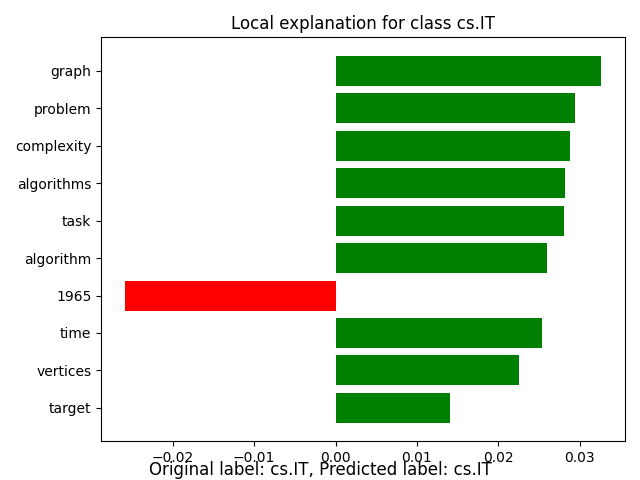 Local explanation for class cs.IT
graph
problem
complexity
algorithms
task
algorithm
1965
time
vertices
target
−0.02 −0.01 0.00 0.01 0.02 0.03
Original label: cs.IT, Predicted label: cs.IT